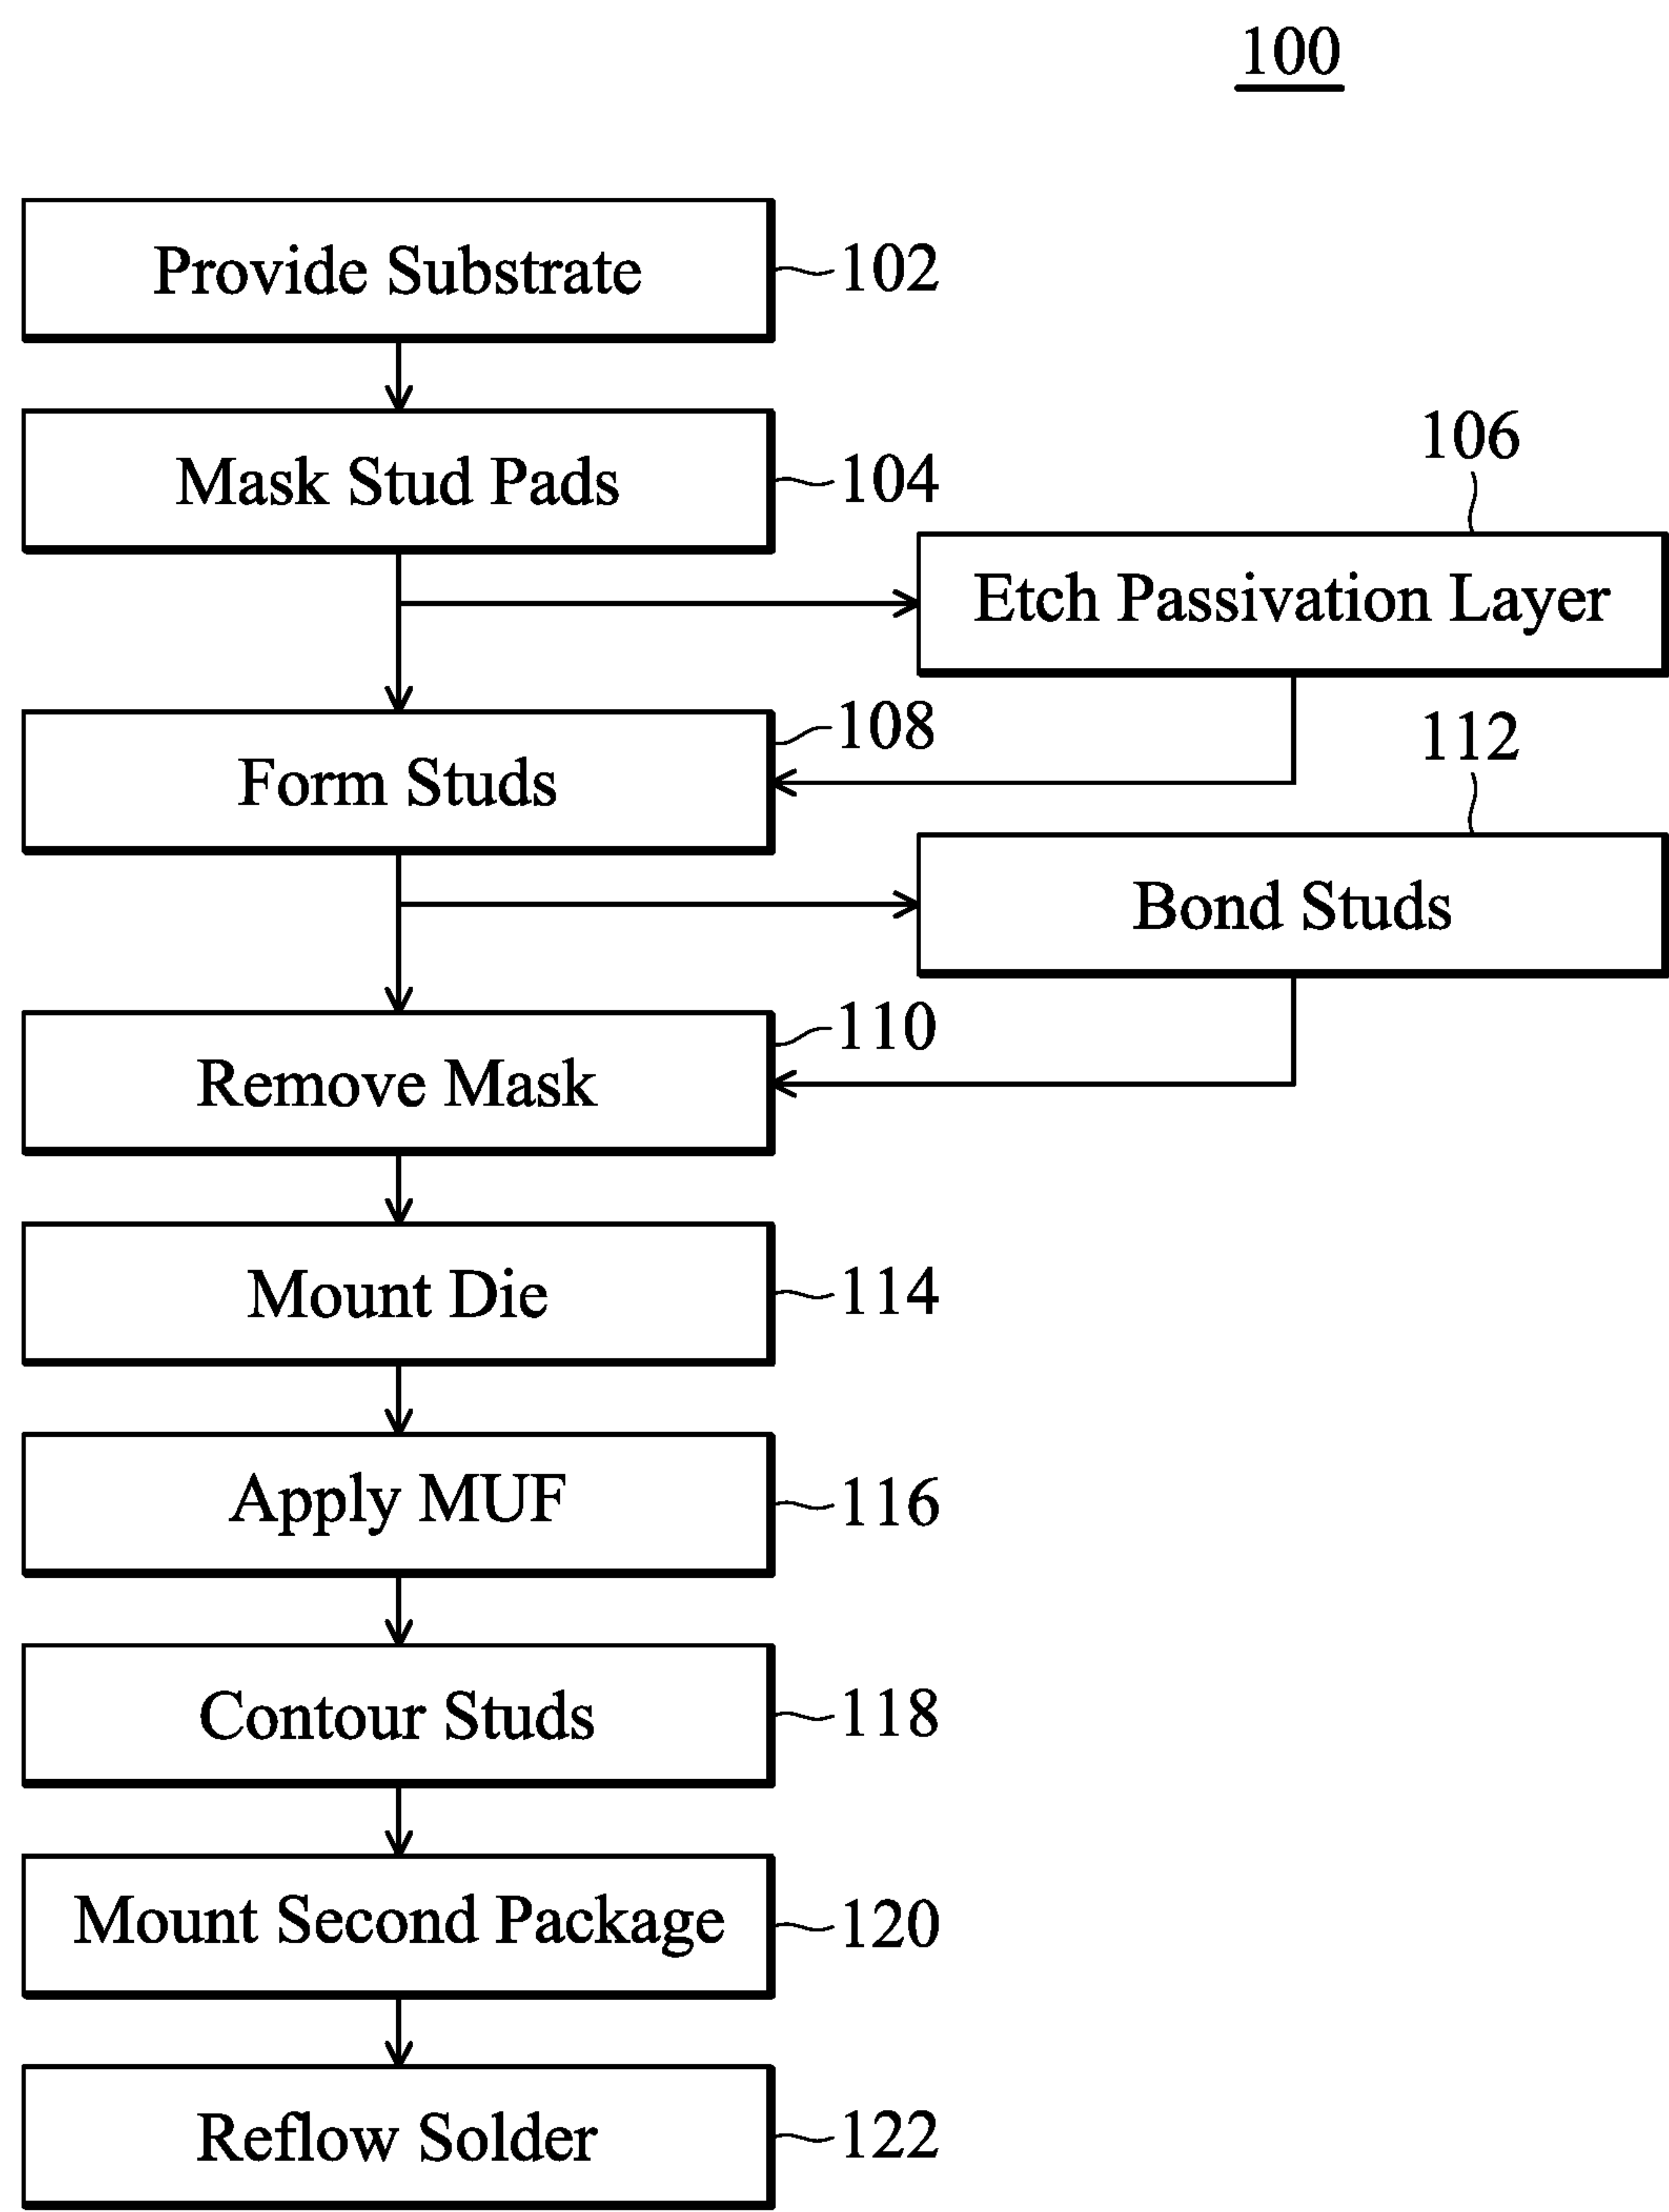 100
Provide Substrate
102
Mask Stud Pads
104
106
Etch Passivation Layer
108
Form Studs
112
Bond Studs
110
Remove Mask
Mount Die
114
Apply MUF
116
Contour Studs
118
Mount Second Package
120
Reflow Solder
122